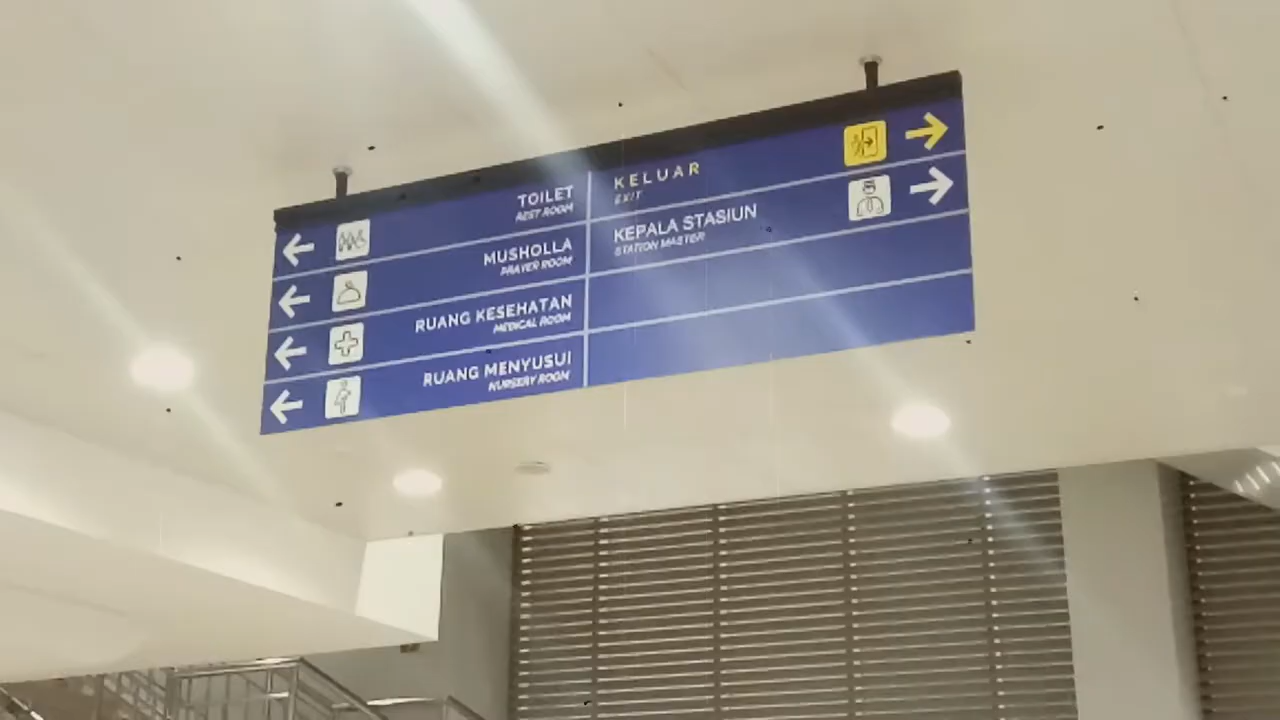 TOILET
REST ROOM
MUSHOLLA
PRAYER ROOM
RUANG KESEHATAN
MEDICAL ROOM
RUANG MENYUSUI
NURSERY ROOM
KELUAR
EXIT
KEPALA STASIUN
STATION MASTER